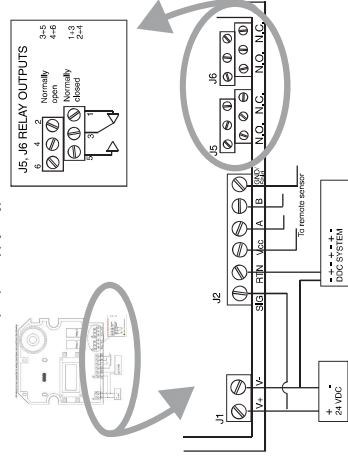 J5, J6 RELAY OUTPUTS
6 4 2
Normally open
3+5
4+6
Normally closed
1+3
2+4
5 3 1
J1
V+ V-
J2
SIG RTN Vcc A B GND/
J5
N.O. N.C.
J6
N.O. N.C.
To remote sensor
+ -
24 VDC
- + - + - + -
DDC SYSTEM